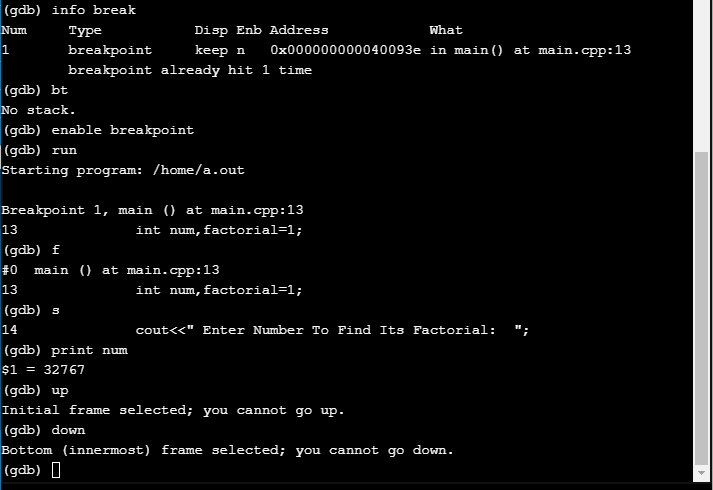 (gdb) info break
Num     Type           Disp Enb Address            What
1       breakpoint     keep n   0x000000000040093e in main() at main.cpp:13
        breakpoint already hit 1 time
(gdb) bt
No stack.
(gdb) enable breakpoint
(gdb) run
Starting program: /home/a.out

Breakpoint 1, main () at main.cpp:13
13              int num,factorial=1;
(gdb) f
#0  main () at main.cpp:13
13              int num,factorial=1;
(gdb) s
14              cout<<" Enter Number To Find Its Factorial:  ";
(gdb) print num
$1 = 32767
(gdb) up
Initial frame selected; you cannot go up.
(gdb) down
Bottom (innermost) frame selected; you cannot go down.
(gdb)